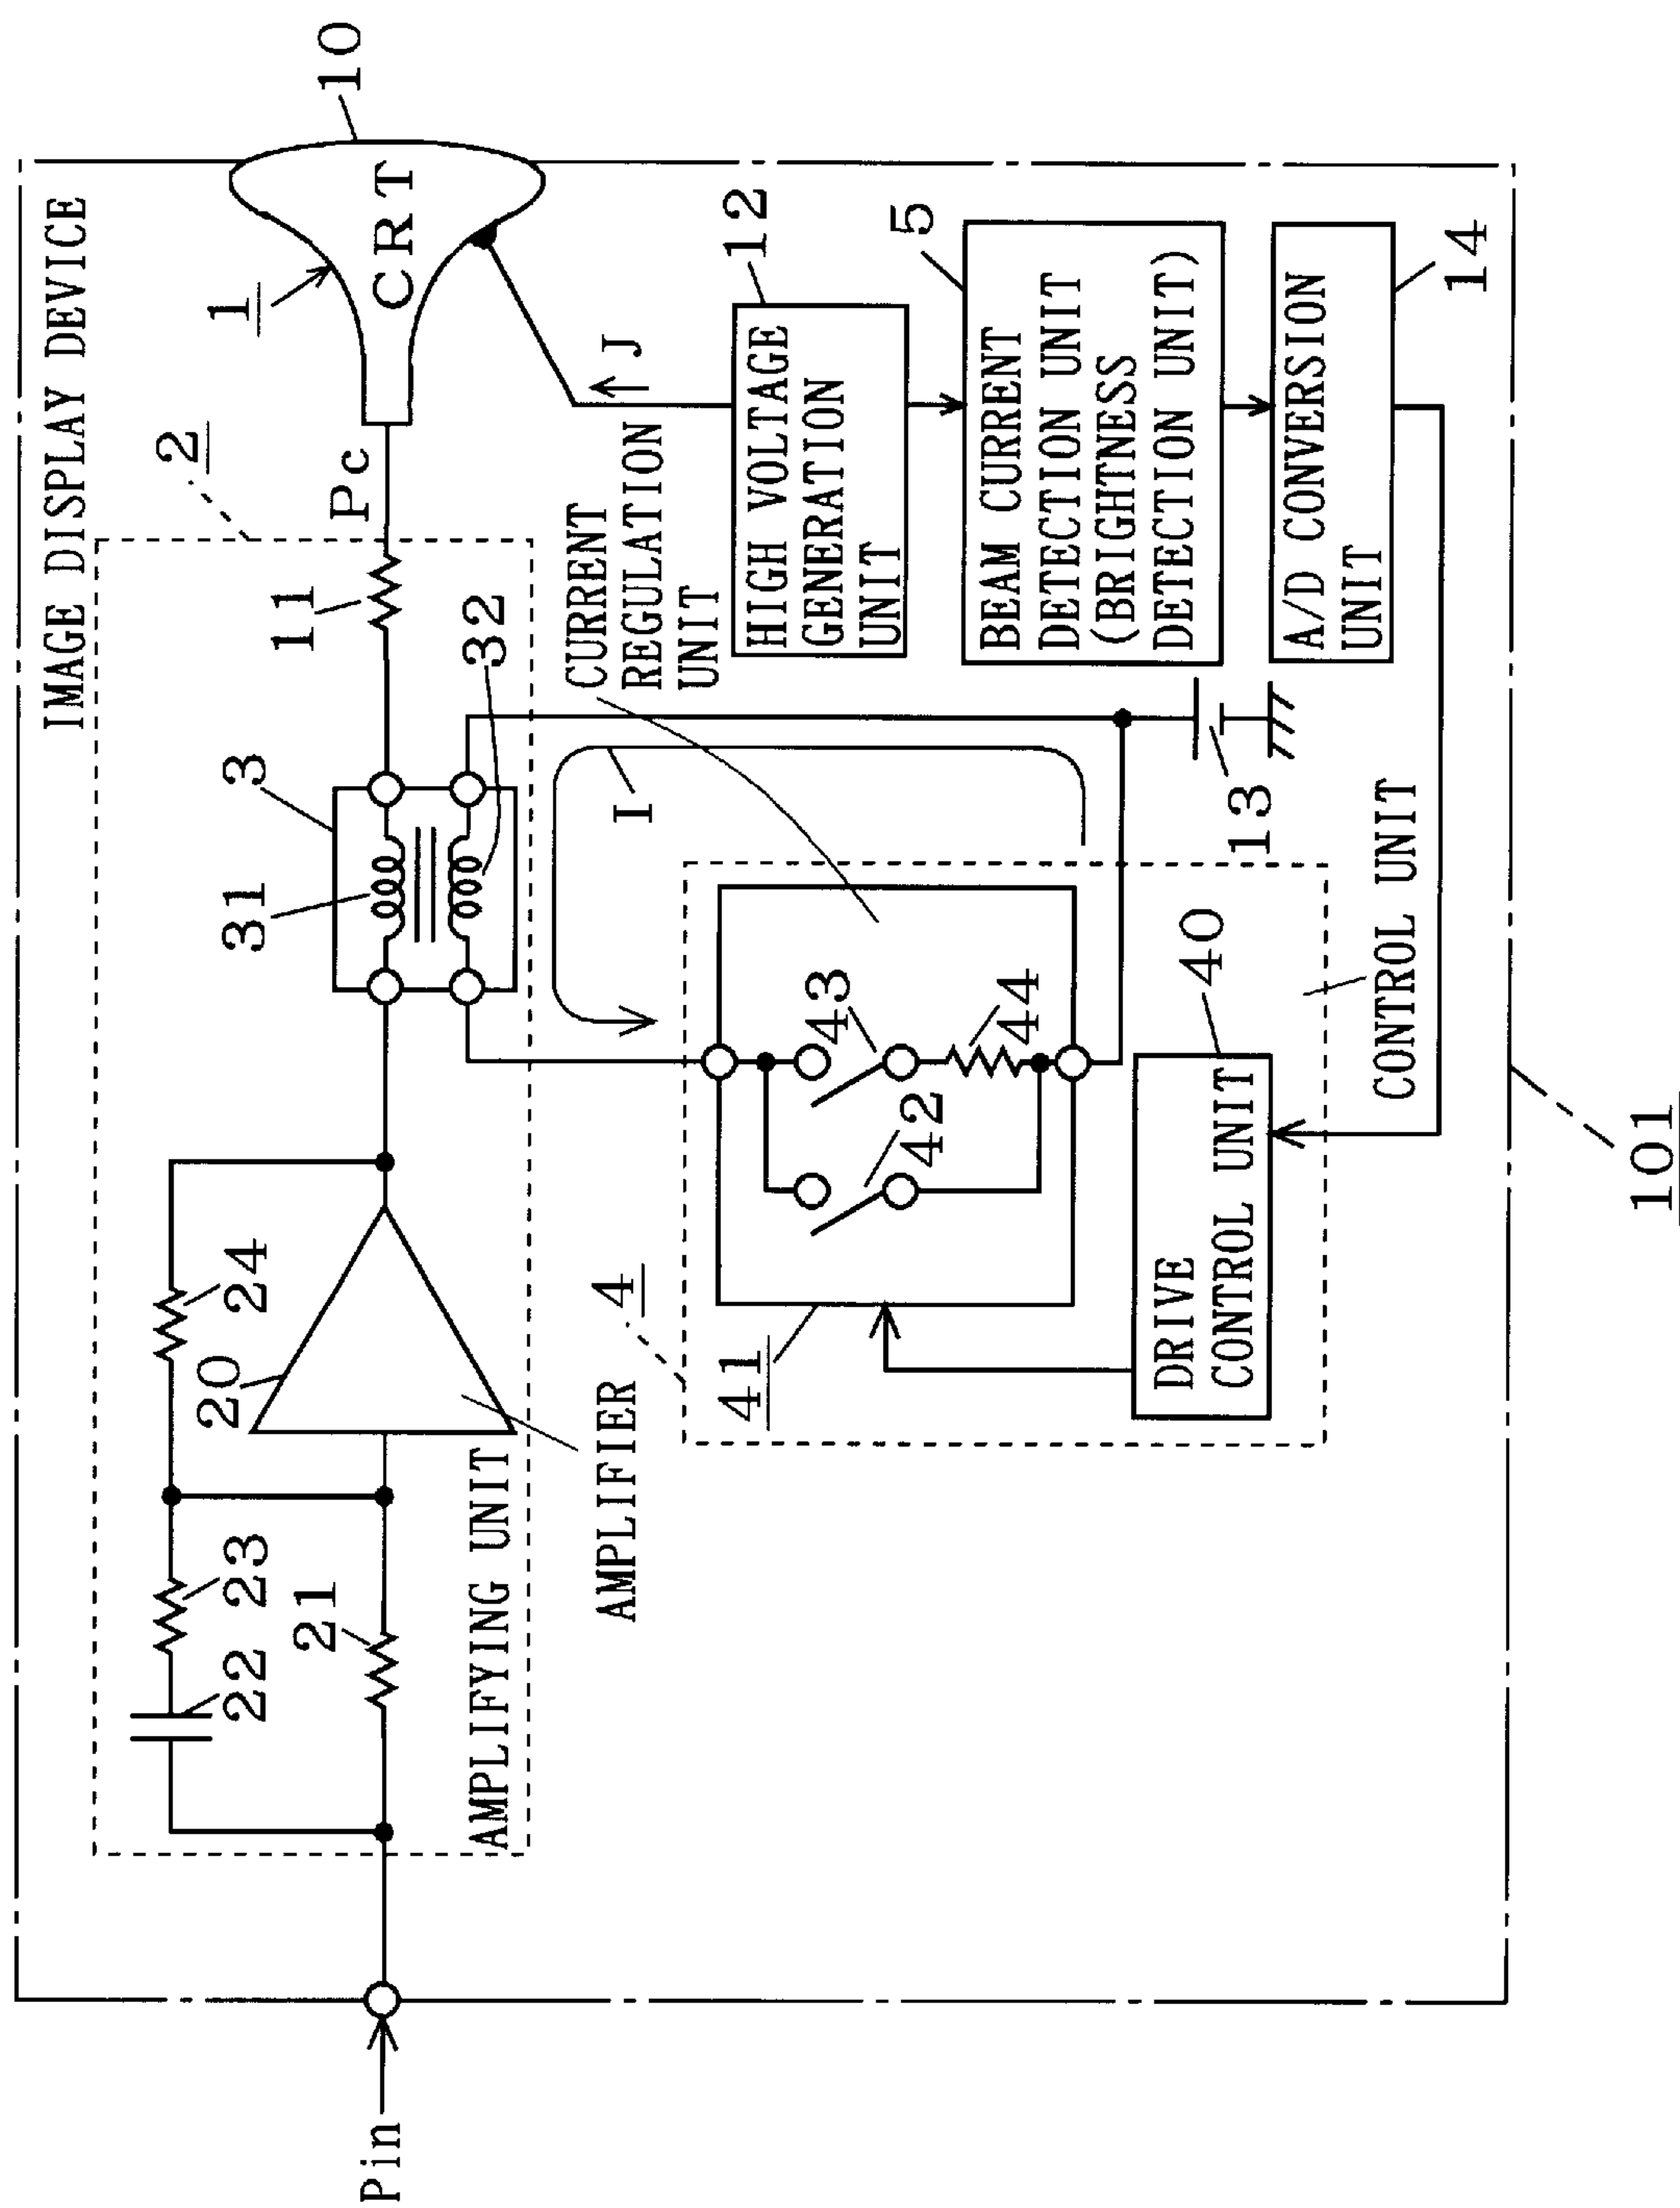 IMAGE DISPLAY DEVICE
1
CRT
10
2
Pc
11
3
31
32
24
20
23
22
21
AMPLIFYING UNIT
AMPLIFIER
Pin
CURRENT
REGULATION
UNIT
J
12
HIGH VOLTAGE
GENERATION
UNIT
5
BEAM CURRENT
DETECTION UNIT
(BRIGHTNESS
DETECTION UNIT)
A/D CONVERSION
UNIT
14
I
13
4
41
43
42
44
40
DRIVE
CONTROL UNIT
CONTROL UNIT
101